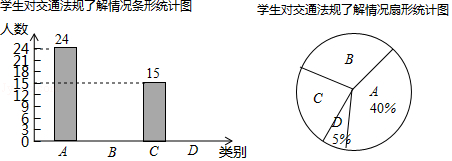 学生对交通法规了解情况条形统计图
人数
24
24
21
18
15
15
12
9
6
3
0
A B C D 类别
学生对交通法规了解情况扇形统计图
B
A
40%
C
D
5%